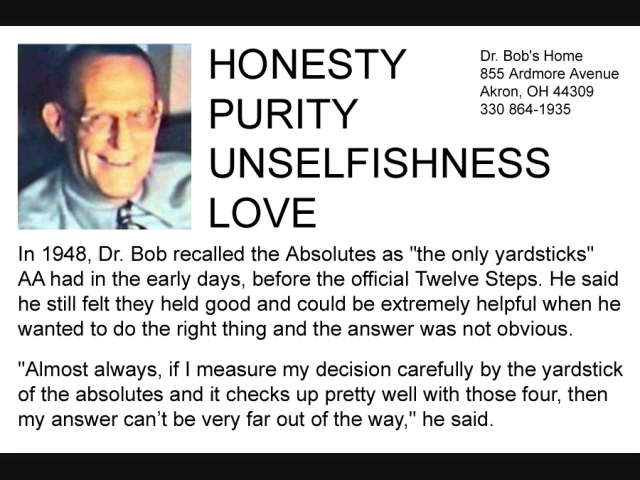 HONESTY
PURITY
UNSELFISHNESS
LOVE
Dr. Bob's Home
855 Ardmore Avenue
Akron, OH 44309
330 864-1935
In 1948, Dr. Bob recalled the Absolutes as "the only yardsticks"
AA had in the early days, before the official Twelve Steps. He said
he still felt they held good and could be extremely helpful when he
wanted to do the right thing and the answer was not obvious.
"Almost always, if I measure my decision carefully by the yardstick
of the absolutes and it checks up pretty well with those four, then
my answer can’t be very far out of the way," he said.